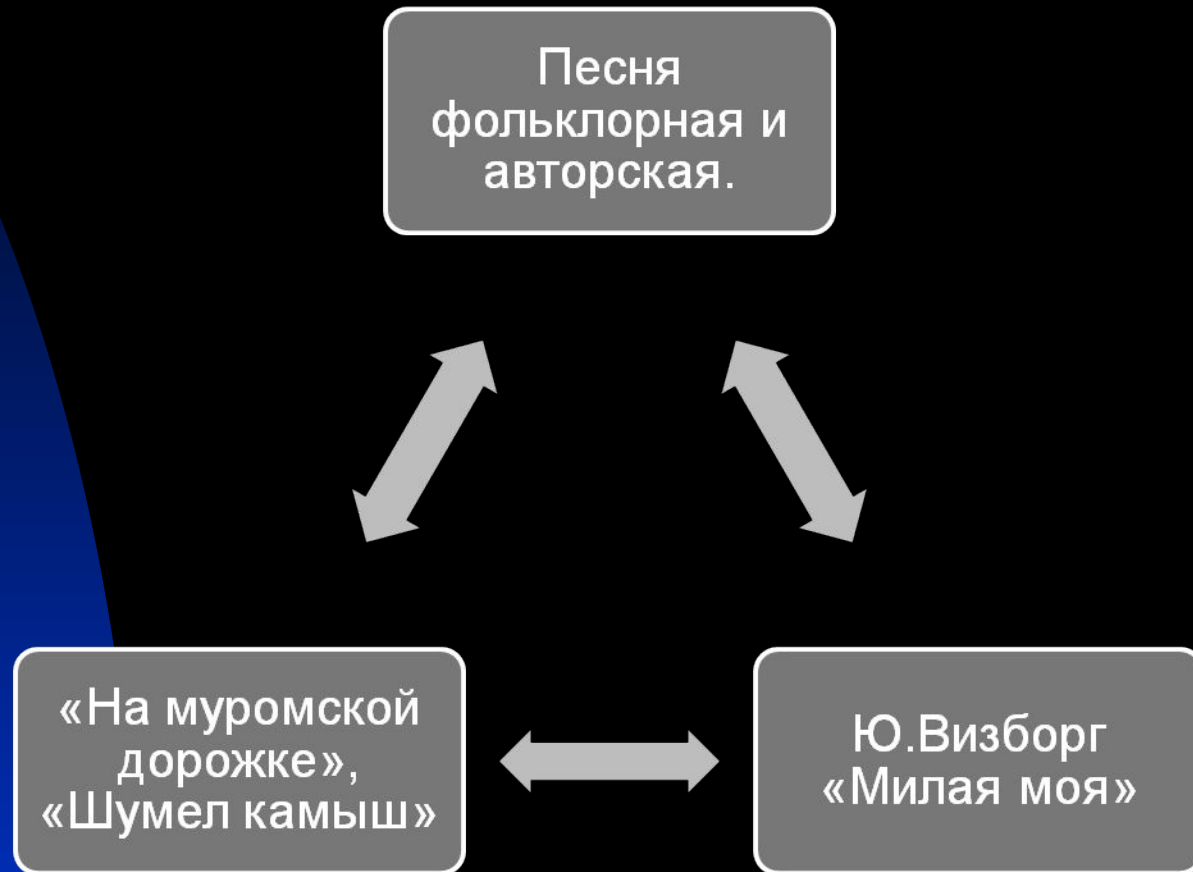 Песня
фольклорная и
авторская.
«На муромской
дорожке»,
«Шумел камыш»
Ю.Визборг
«Милая моя»